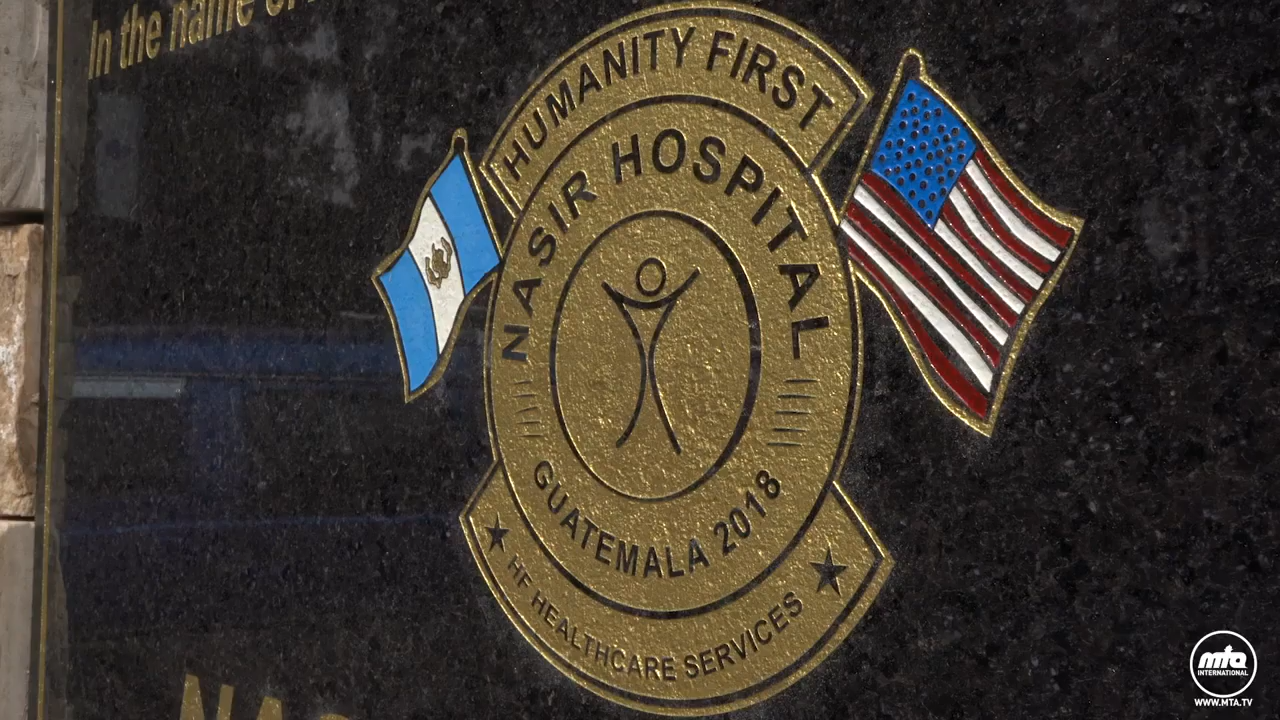 In the name of
HUMANITY FIRST
NASIR HOSPITAL
GUATEMALA 2018
HF HEALTHCARE SERVICES
mta
INTERNATIONAL
WWW.MTA.TV